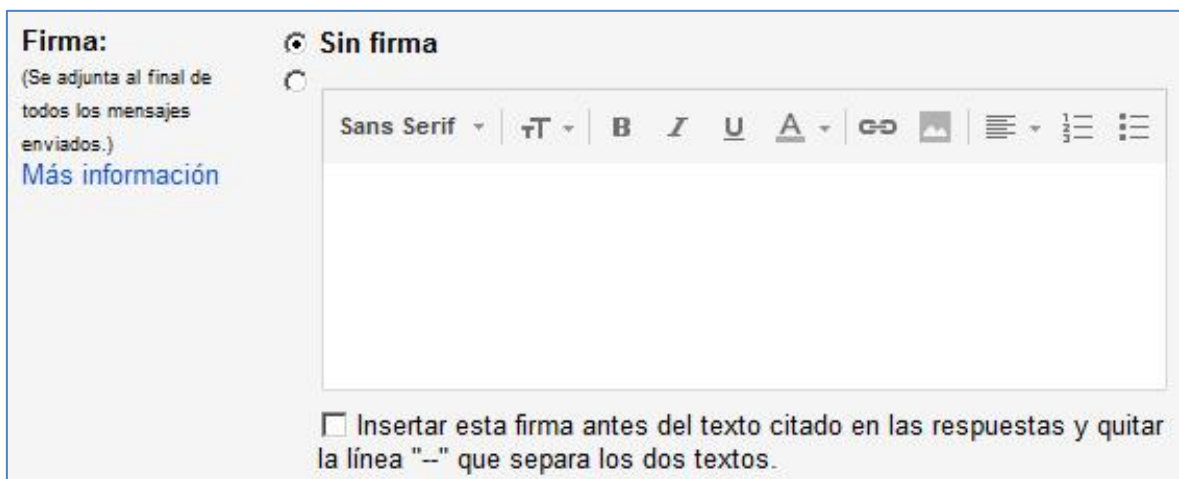 Firma:
(Se adjunta al final de
todos los mensajes
enviados.)
Más información
Sin firma
Sans Serif
B I U A
Insertar esta firma antes del texto citado en las respuestas y quitar
la línea "--" que separa los dos textos.